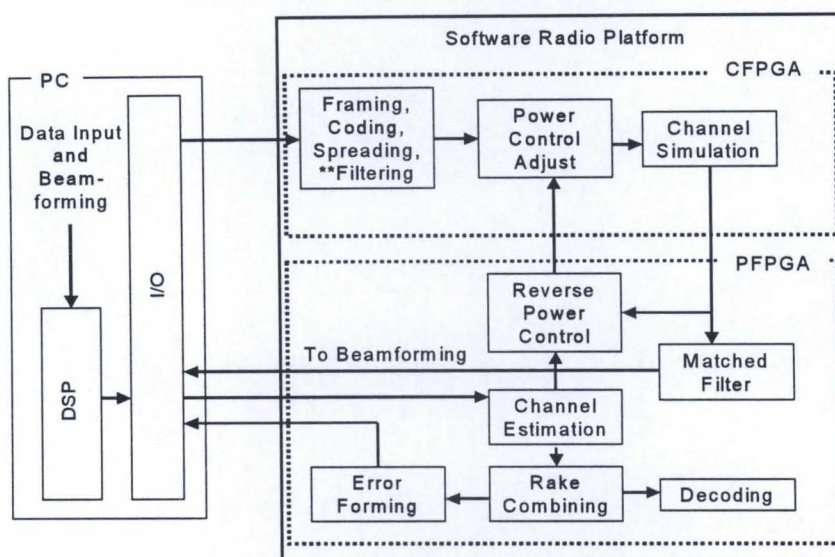 Software Radio Platform
CFPGA
PC
Data Input
and
Beam-
forming
I/O
DSP
Framing,
Coding,
Spreading,
**Filtering
Power
Control
Adjust
Channel
Simulation
PFPGA
Reverse
Power
Control
To Beamforming
Matched
Filter
Channel
Estimation
Error
Forming
Rake
Combining
Decoding